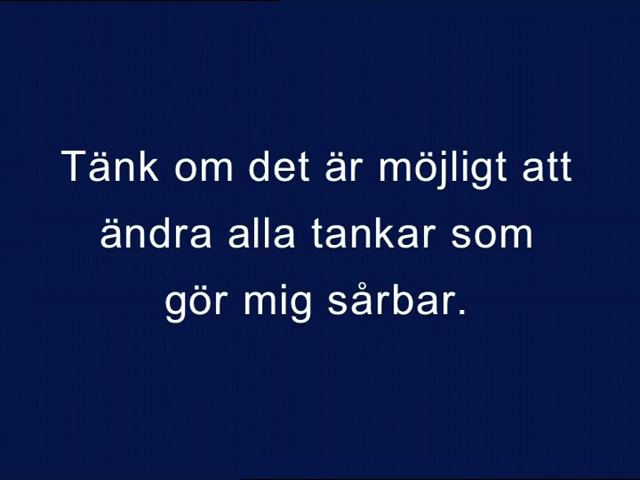 Tänk om det är möjligt att
ändra alla tankar som
gör mig sårbar.